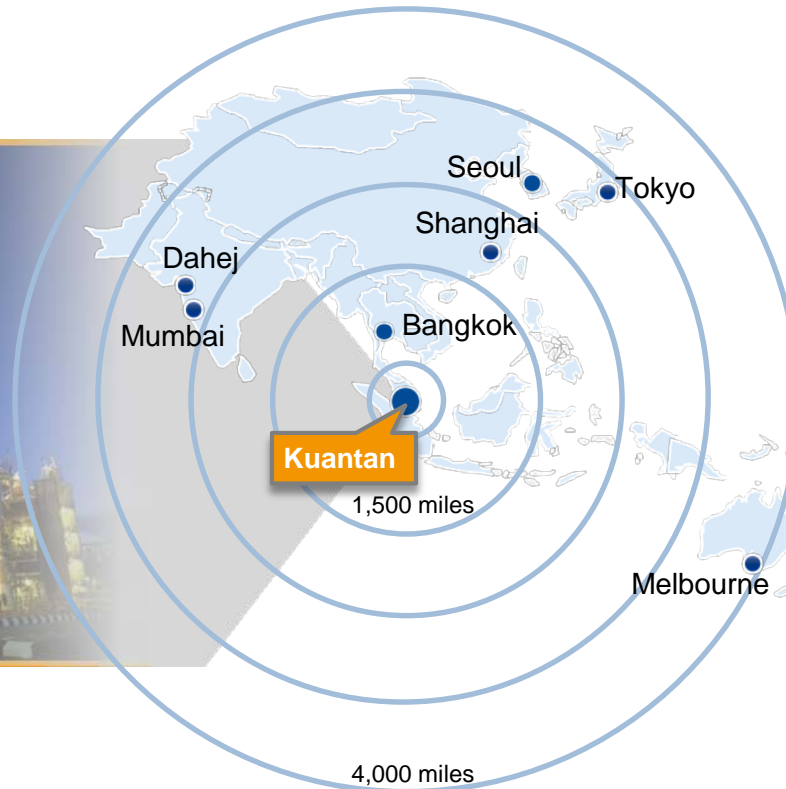 Seoul
Tokyo
Shanghai
Dahej
Mumbai
Bangkok
Kuantan
1,500 miles
Melbourne
4,000 miles